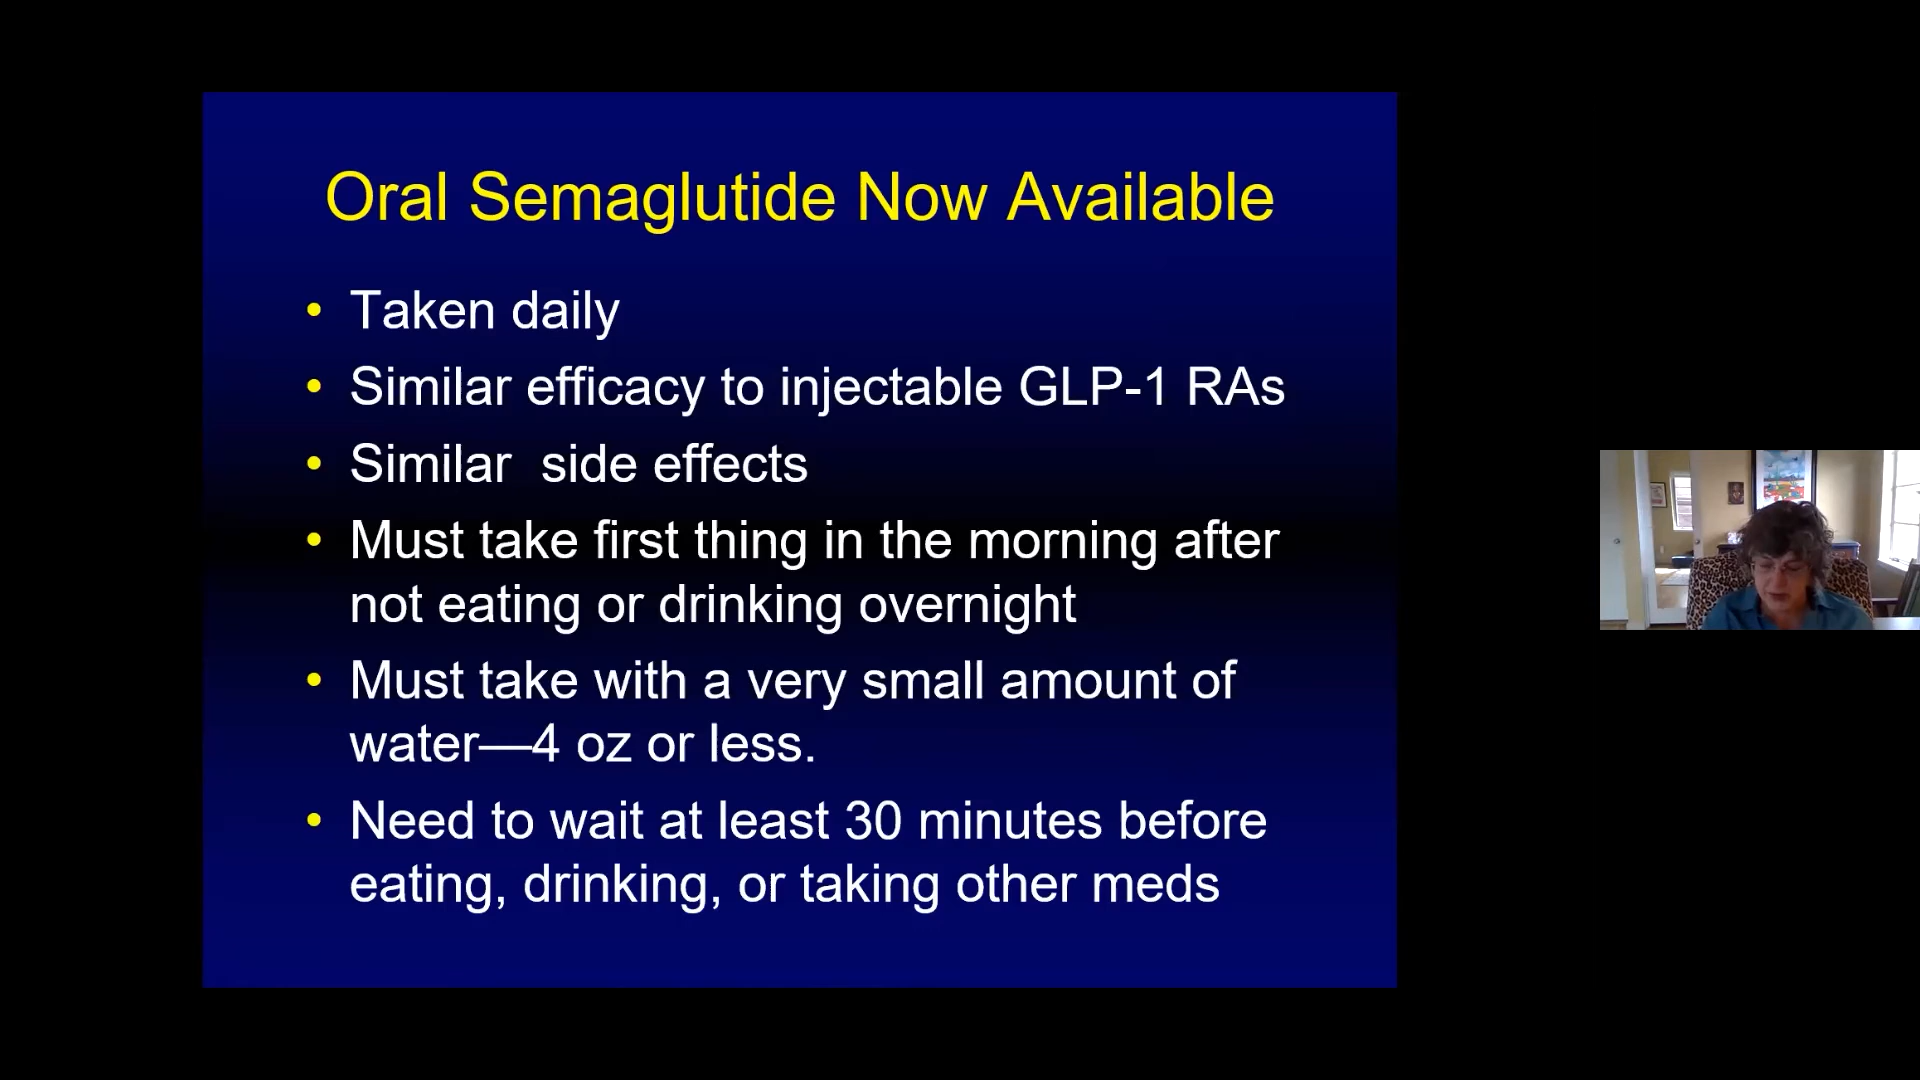 Oral Semaglutide Now Available
• Taken daily
• Similar efficacy to injectable GLP-1 RAs
• Similar  side effects
• Must take first thing in the morning after
not eating or drinking overnight
• Must take with a very small amount of
water—4 oz or less.
• Need to wait at least 30 minutes before
eating, drinking, or taking other meds